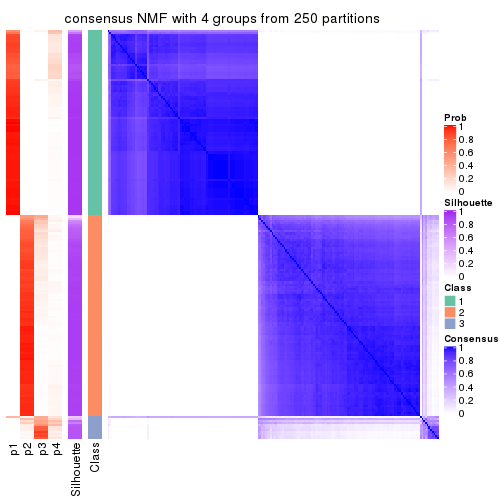 consensus NMF with 4 groups from 250 partitions
Prob
1
0.8
0.6
0.4
0.2
0
Silhouette
1
0.8
0.6
0.4
0.2
0
Class
1
2
3
Consensus
1
0.8
0.6
0.4
0.2
0
p1
p2
p3
p4
Silhouette
Class